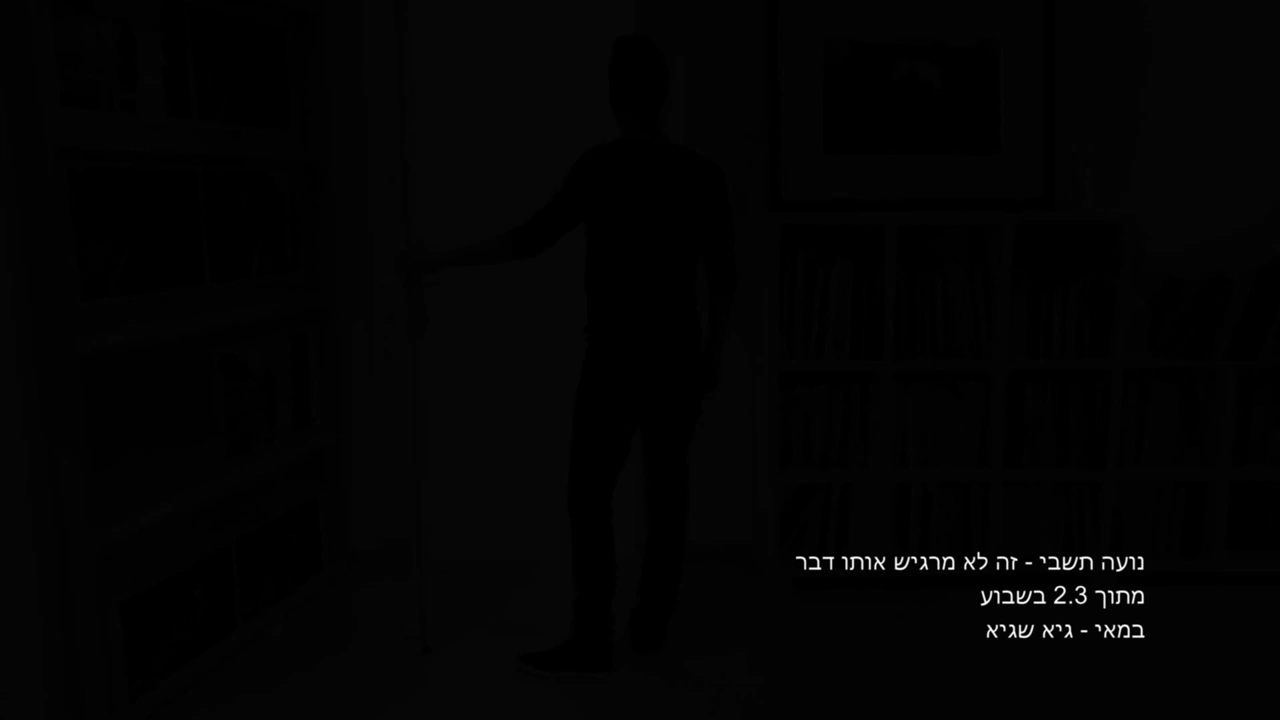 נועה תשבי - זה לא מרגיש אותו דבר
מתוך 2.3 בשבוע
במאי - גיא שגיא